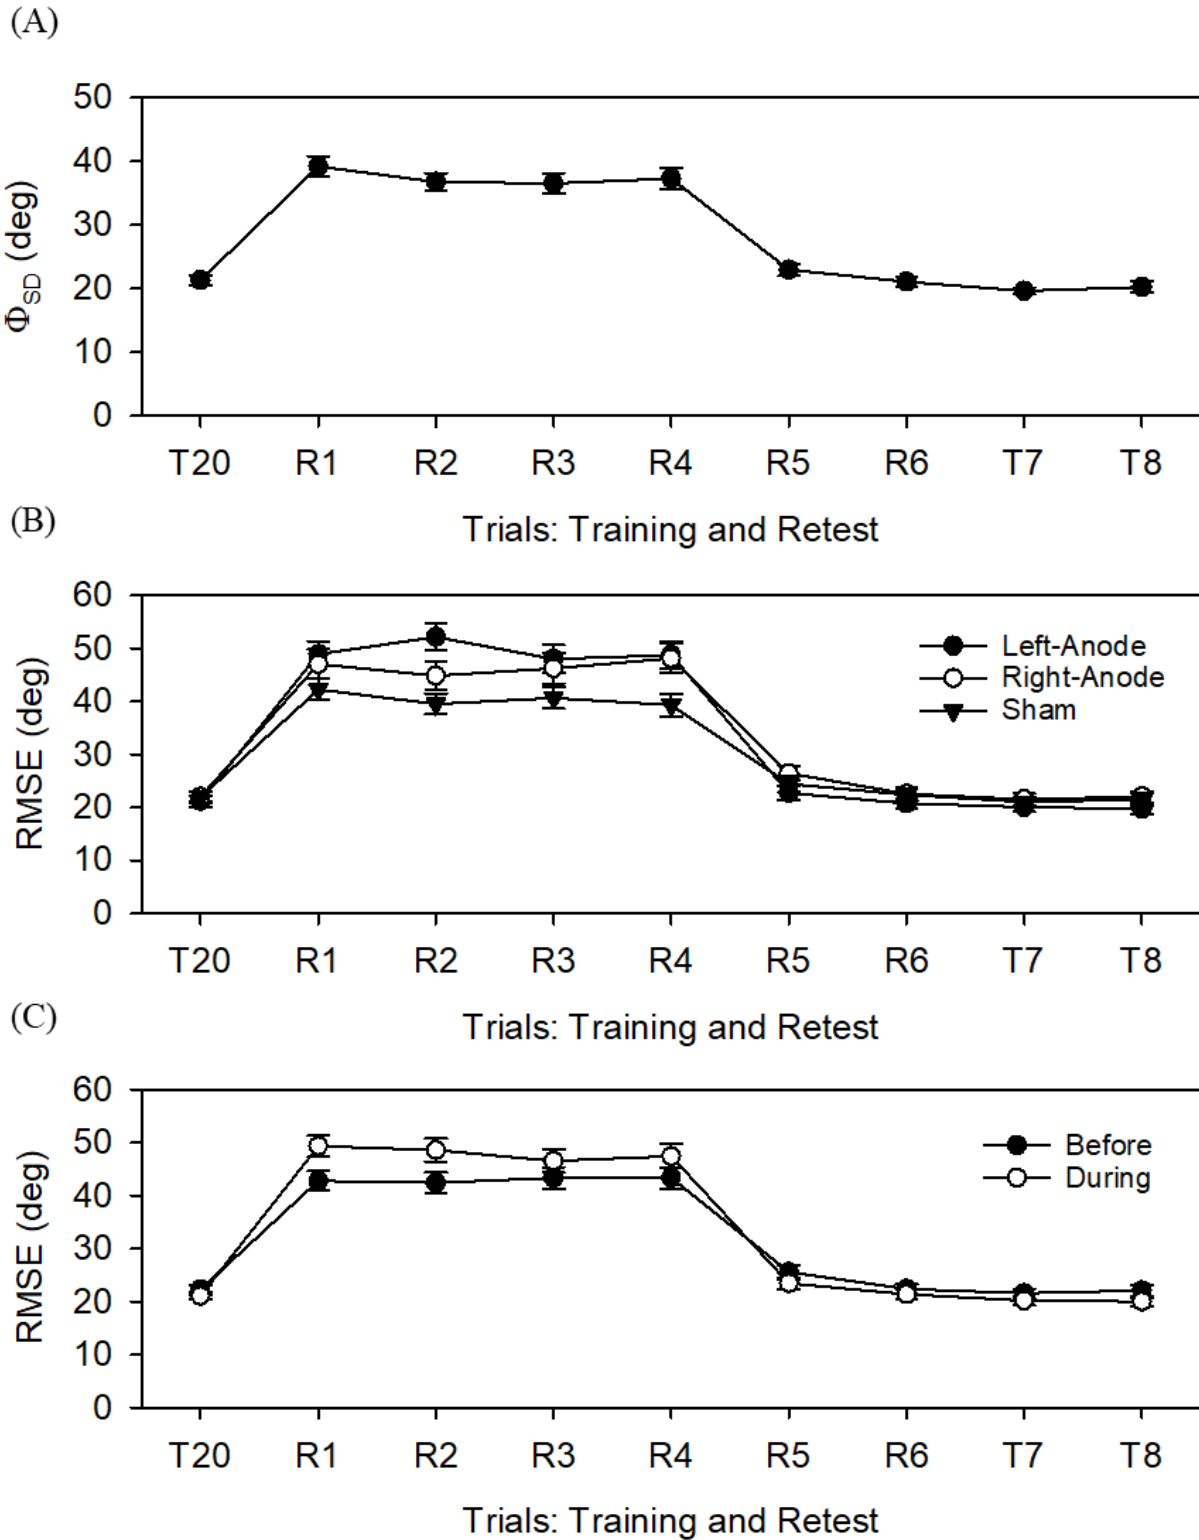 (A)
50
40
30
20
10
0
ΦSD (deg)
T20 R1 R2 R3 R4 R5 R6 T7 T8
Trials: Training and Retest
(B)
60
50
40
30
20
10
0
RMSE (deg)
Left-Anode
Right-Anode
Sham
T20 R1 R2 R3 R4 R5 R6 T7 T8
Trials: Training and Retest
(C)
60
50
40
30
20
10
0
RMSE (deg)
Before
During
T20 R1 R2 R3 R4 R5 R6 T7 T8
Trials: Training and Retest